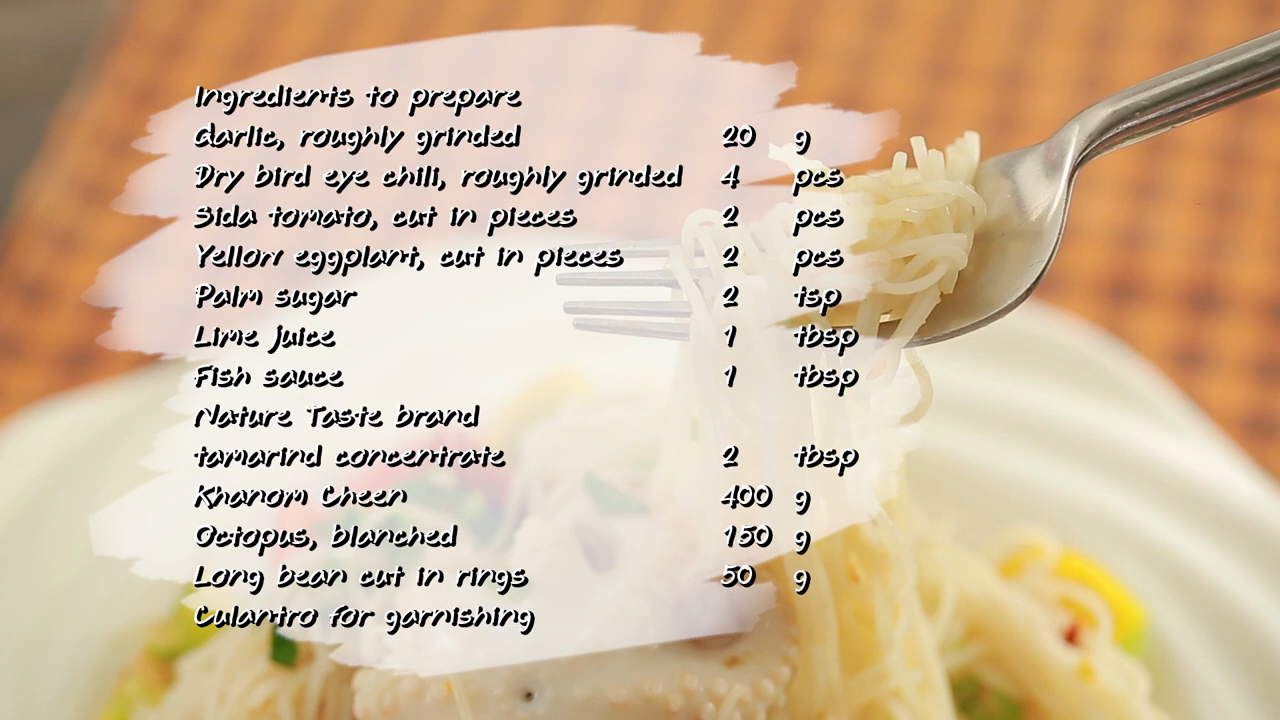 Ingredients to prepare
Garlic, roughly grinded 20 g
Dry bird eye chili, roughly grinded 4 pcs
Sida tomato, cut in pieces 2 pcs
Yellow eggplant, cut in pieces 2 pcs
Palm sugar 2 tsp
Lime juice 1 tbsp
Fish sauce 1 tbsp
Nature Taste brand
tamarind concentrate 2 tbsp
Khanom Cheen 400 g
Octopus, blanched 150 g
Long bean cut in rings 50 g
Culantro for garnishing